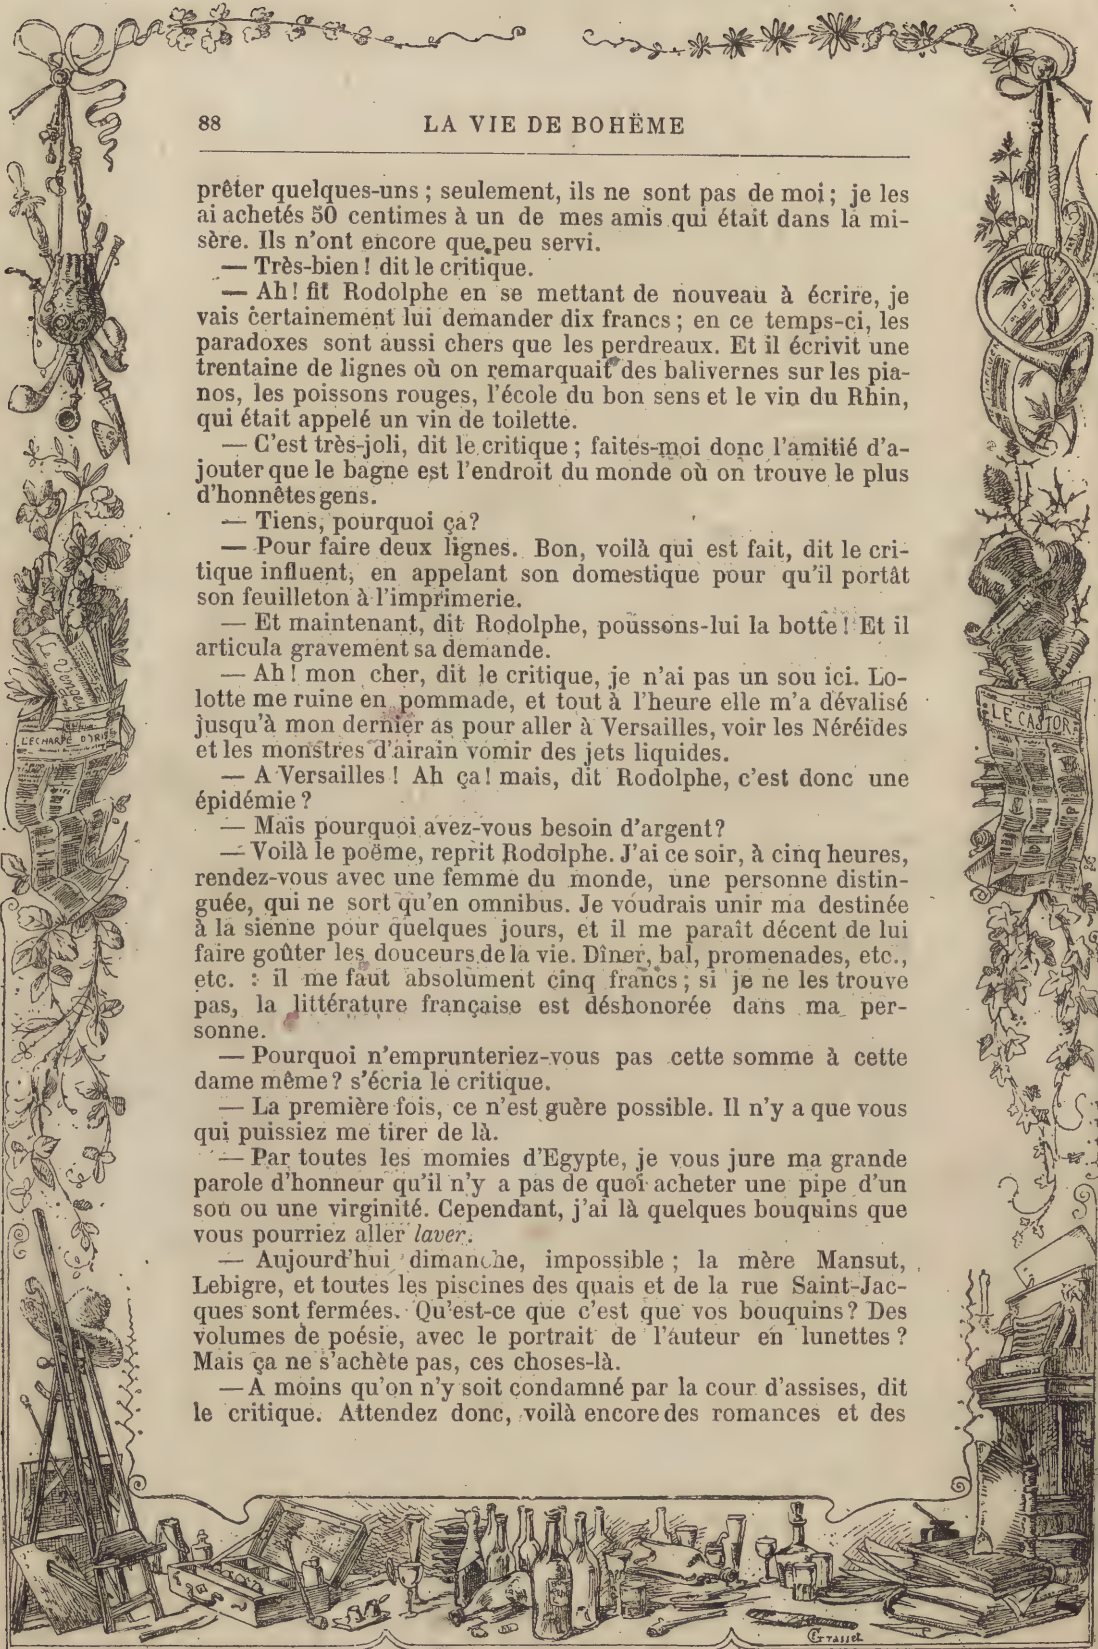 88
LA VIE DE BOHËME
prêter quelques-uns ; seulement, ils ne sont pas de moi ; je les
ai achetés 50 centimes à un de mes amis qui était dans la mi-
sère. Ils n'ont encore que peu servi.
— Très-bien ! dit le critique.
— Ah ! fit Rodolphe en se mettant de nouveau à écrire, je
vais certainement lui demander dix francs ; en ce temps-ci, les
paradoxes sont aussi chers que les perdreaux. Et il écrivit une
trentaine de lignes où on remarquait des balivernes sur les pia-
nos, les poissons rouges, l'école du bon sens et le vin du Rhin,
qui était appelé un vin de toilette.
— C'est très-joli, dit le critique ; faites-moi donc l'amitié d'a-
jouter que le bagne est l'endroit du monde où on trouve le plus
d'honnêtes gens.
— Tiens, pourquoi ça?
— Pour faire deux lignes. Bon, voilà qui est fait, dit le cri-
tique influent, en appelant son domestique pour qu'il portât
son feuilleton à l'imprimerie.
— Et maintenant, dit Rodolphe, poussons-lui la botte ! Et il
articula gravement sa demande.
— Ah ! mon cher, dit le critique, je n'ai pas un sou ici. Lo-
lotte me ruine en pommade, et tout à l'heure elle m'a dévalisé
jusqu'à mon dernier as pour aller à Versailles, voir les Néréides
et les monstres d'airain vomir des jets liquides.
— A Versailles ! Ah ça ! mais, dit Rodolphe, c'est donc une
épidémie ?
— Mais pourquoi avez-vous besoin d'argent?
— Voilà le poëme, reprit Rodolphe. J'ai ce soir, à cinq heures,
rendez-vous avec une femme du monde, une personne distin-
guée, qui ne sort qu'en omnibus. Je voudrais unir ma destinée
à la sienne pour quelques jours, et il me paraît décent de lui
faire goûter les douceurs de la vie. Dîner, bal, promenades, etc.,
etc. : il me faut absolument cinq francs ; si je ne les trouve
pas, la littérature française est déshonorée dans ma per-
sonne.
— Pourquoi n'emprunteriez-vous pas cette somme à cette
dame même ? s'écria le critique.
— La première fois, ce n'est guère possible. Il n'y a que vous
qui puissiez me tirer de là.
— Par toutes les momies d'Egypte, je vous jure ma grande
parole d'honneur qu'il n'y a pas de quoi acheter une pipe d'un
sou ou une virginité. Cependant, j'ai là quelques bouquins que
vous pourriez aller laver.
— Aujourd'hui dimanche, impossible ; la mère Mansut,
Lebigre, et toutes les piscines des quais et de la rue Saint-Jac-
ques sont fermées. Qu'est-ce que c'est que vos bouquins ? Des
volumes de poésie, avec le portrait de l'auteur en lunettes ?
Mais ça ne s'achète pas, ces choses-là.
— A moins qu'on n'y soit condamné par la cour d'assises, dit
le critique. Attendez donc, voilà encore des romances et des
Le Vengeur
L'ECHARPE D'IRIS
LE CASTOR
EGrasset